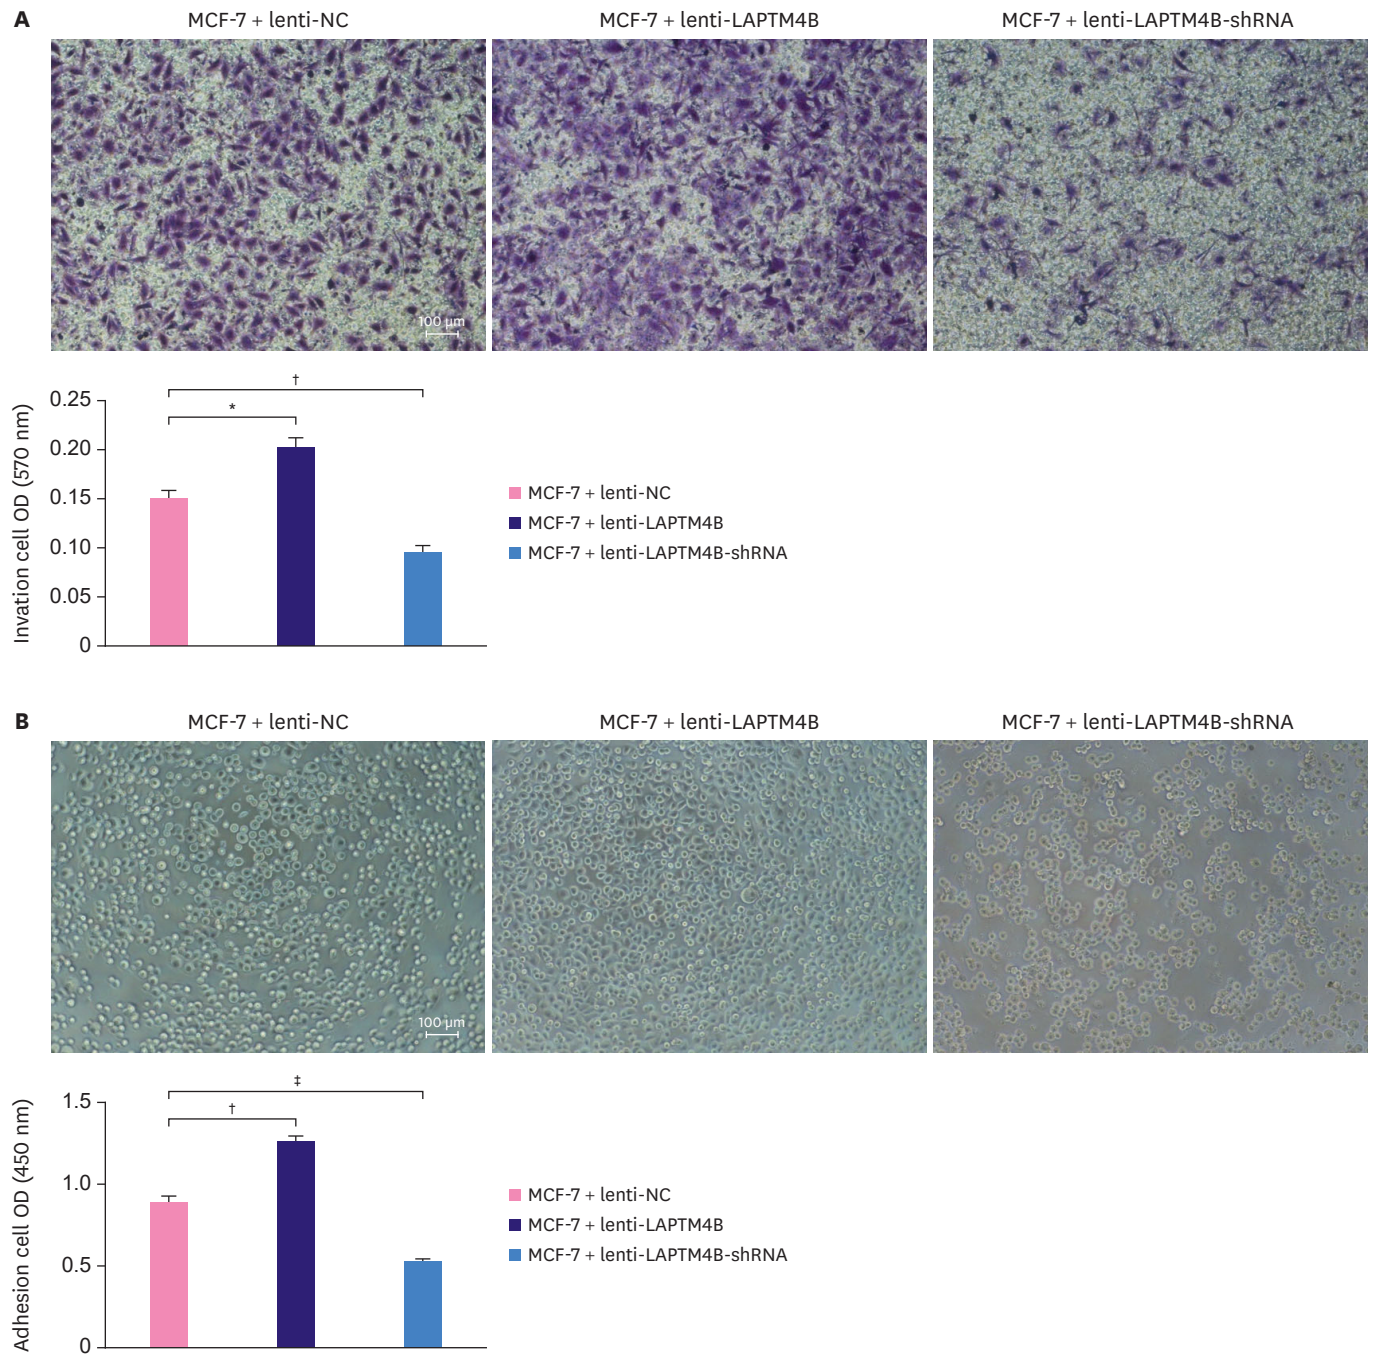 A
MCF-7 + lenti-NC
MCF-7 + lenti-LAPTM4B
MCF-7 + lenti-LAPTM4B-shRNA
100 µm
Invation cell OD (570 nm)
0.25
0.20
0.15
0.10
0.05
0
†
*
MCF-7 + lenti-NC
MCF-7 + lenti-LAPTM4B
MCF-7 + lenti-LAPTM4B-shRNA
B
MCF-7 + lenti-NC
MCF-7 + lenti-LAPTM4B
MCF-7 + lenti-LAPTM4B-shRNA
100 µm
Adhesion cell OD (450 nm)
1.5
1.0
0.5
0
‡
†
MCF-7 + lenti-NC
MCF-7 + lenti-LAPTM4B
MCF-7 + lenti-LAPTM4B-shRNA